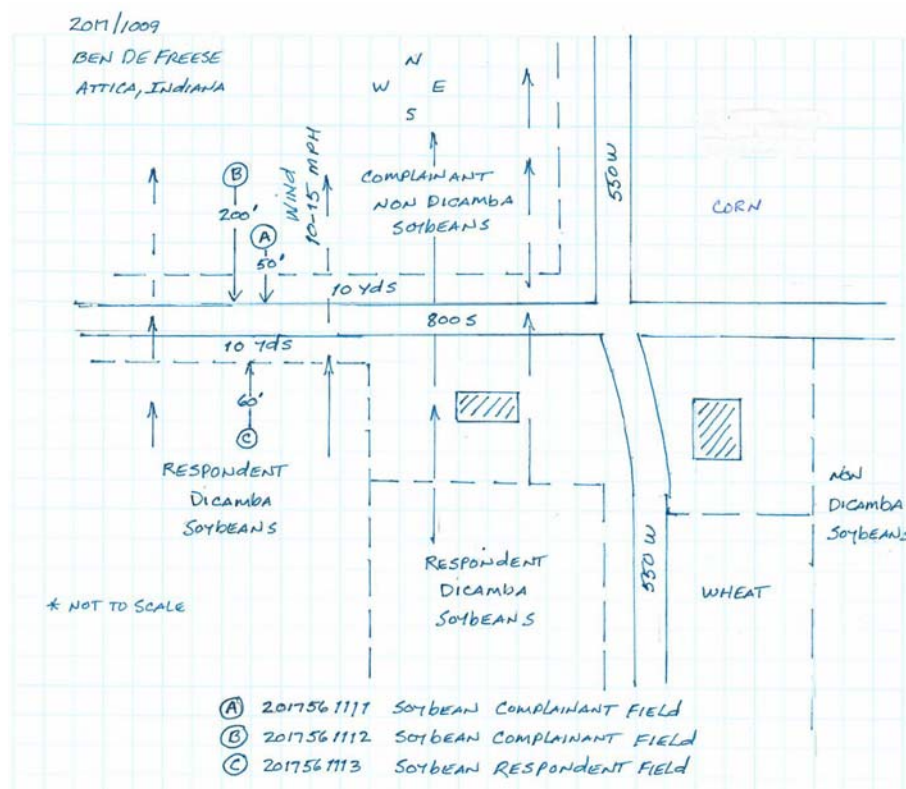 2017/1009
BEN DE FREESE
ATTICA, INDIANA
N
W E
S
B
200'
A
50'
WIND
10-15 MPH
COMPLAINANT
NON DICAMBA
SOYBEANS
550W
CORN
10 Yds
800 S
10 Yds
60'
C
RESPONDENT
DICAMBA
SOYBEANS
NON
DICAMBA
SOYBEANS
RESPONDENT
DICAMBA
SOYBEANS
550 W
WHEAT
* NOT TO SCALE
A 2017561111 SOYBEAN COMPLAINANT FIELD
B 2017561112 SOYBEAN COMPLAINANT FIELD
C 2017561113 SOYBEAN RESPONDENT FIELD